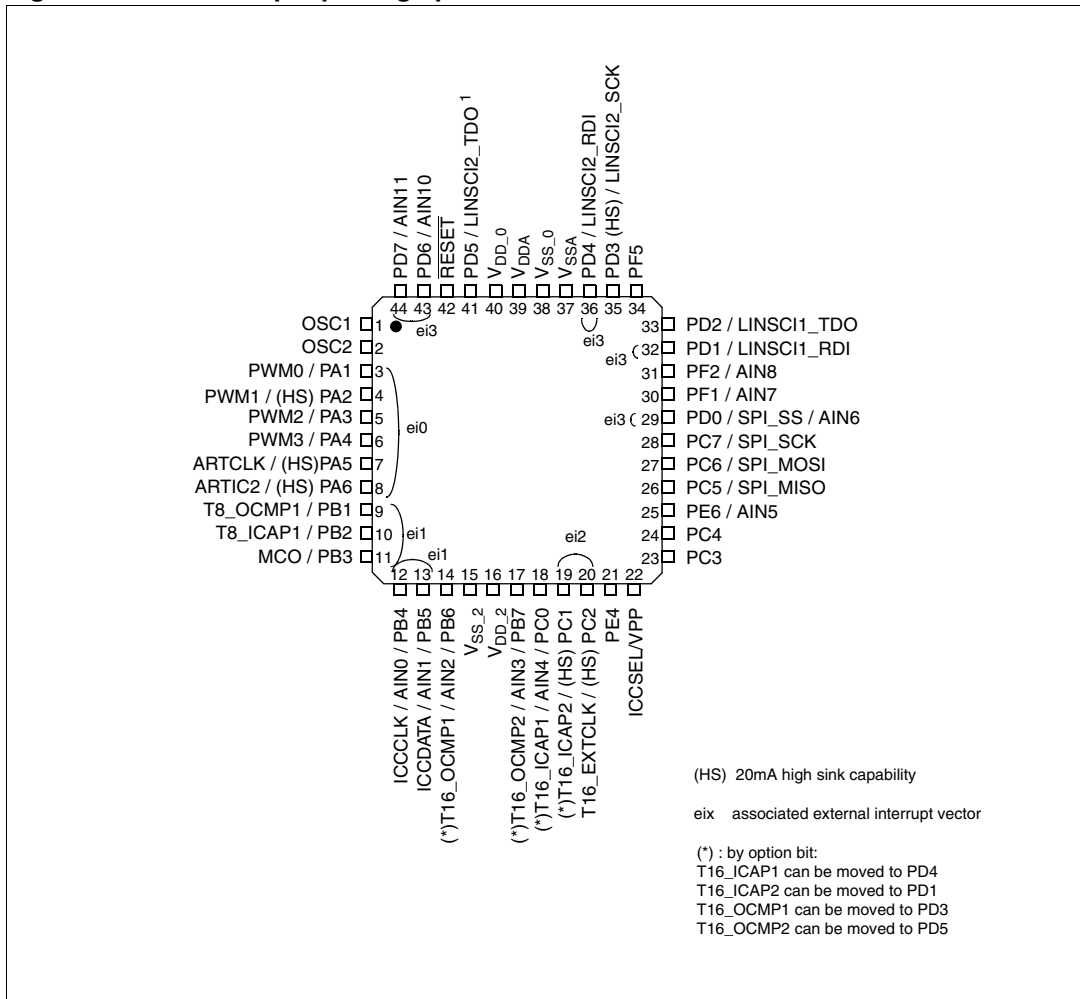 PD7 / AIN11
PD6 / AIN10
RESET
PD5 / LINSCI2_TDO 1
VDD_0
VDDA
VSS_0
VSSA
PD4 / LINSCI2_RDI
PD3 (HS) / LINSCI2_SCK
PF5
44 43 42 41 40 39 38 37 36 35 34
ei3
ei3
OSC1 1
OSC2 2
PWM0 / PA1 3
PWM1 / (HS) PA2 4
PWM2 / PA3 5
PWM3 / PA4 6
ARTCLK / (HS)PA5 7
ARTIC2 / (HS) PA6 8
T8_OCMP1 / PB1 9
T8_ICAP1 / PB2 10
MCO / PB3 11
ei0
ei1
ei1
ei2
33 PD2 / LINSCI1_TDO
ei3 32 PD1 / LINSCI1_RDI
31 PF2 / AIN8
30 PF1 / AIN7
ei3 29 PD0 / SPI_SS / AIN6
28 PC7 / SPI_SCK
27 PC6 / SPI_MOSI
26 PC5 / SPI_MISO
25 PE6 / AIN5
24 PC4
23 PC3
12 13 14 15 16 17 18 19 20 21 22
ICCCLK / AIN0 / PB4
ICCDATA / AIN1 / PB5
(*)T16_OCMP1 / AIN2 / PB6
VSS_2
VDD_2
(*)T16_OCMP2 / AIN3 / PB7
(*)T16_ICAP1 / AIN4 / PC0
(*)T16_ICAP2 / (HS) PC1
T16_EXTCLK / (HS) PC2
PE4
ICCSEL/VPP
(HS) 20mA high sink capability
eix associated external interrupt vector
(*) : by option bit:
T16_ICAP1 can be moved to PD4
T16_ICAP2 can be moved to PD1
T16_OCMP1 can be moved to PD3
T16_OCMP2 can be moved to PD5